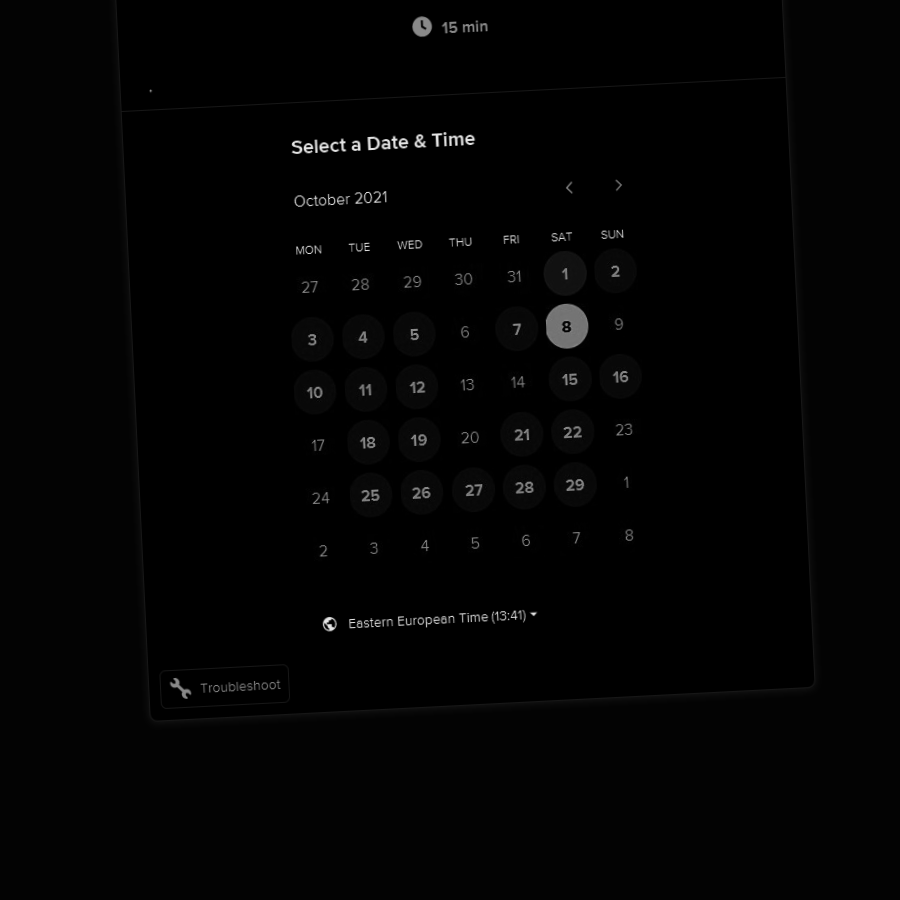 15 min
Select a Date & Time
October 2021
MON TUE WED THU FRI SAT SUN
27 28 29 30 31 1 2
3 4 5 6 7 8 9
10 11 12 13 14 15 16
17 18 19 20 21 22 23
24 25 26 27 28 29 1
2 3 4 5 6 7 8
Eastern European Time (13:41)
Troubleshoot